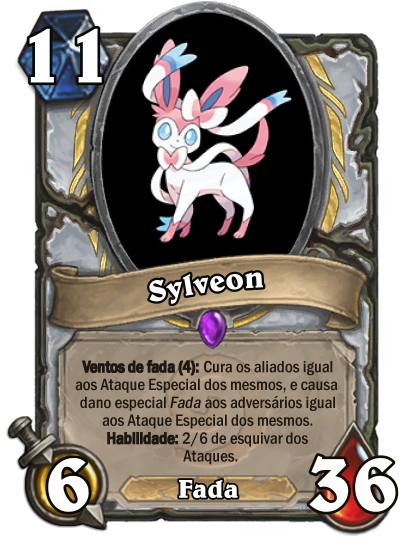 11
Sylveon
Ventos de fada (4): Cura os aliados igual
aos Ataque Especial dos mesmos, e causa
dano especial Fada aos adversários igual
aos Ataque Especial dos mesmos.
Habilidade: 2/6 de esquivar dos
Ataques.
6
Fada
36